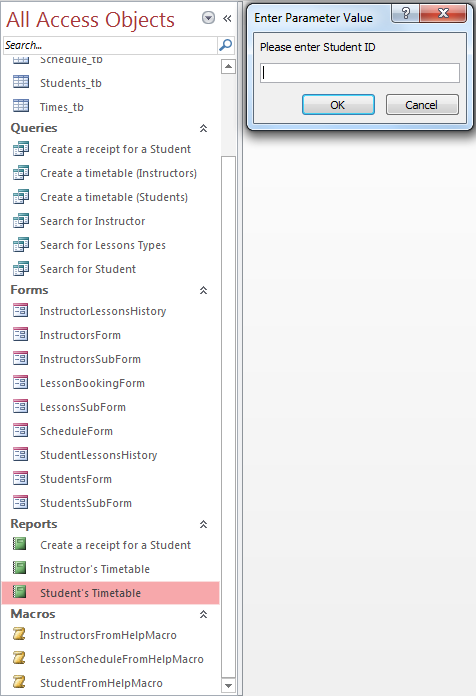 All Access Objects
Search...
Schedule_tb
Students_tb
Times_tb
Queries
Create a receipt for a Student
Create a timetable (Instructors)
Create a timetable (Students)
Search for Instructor
Search for Lessons Types
Search for Student
Forms
InstructorLessonsHistory
InstructorsForm
InstructorsSubForm
LessonBookingForm
LessonsSubForm
ScheduleForm
StudentLessonsHistory
StudentsForm
StudentsSubForm
Reports
Create a receipt for a Student
Instructor's Timetable
Student's Timetable
Macros
InstructorsFromHelpMacro
LessonScheduleFromHelpMacro
StudentFromHelpMacro
Enter Parameter Value
Please enter Student ID
OK Cancel